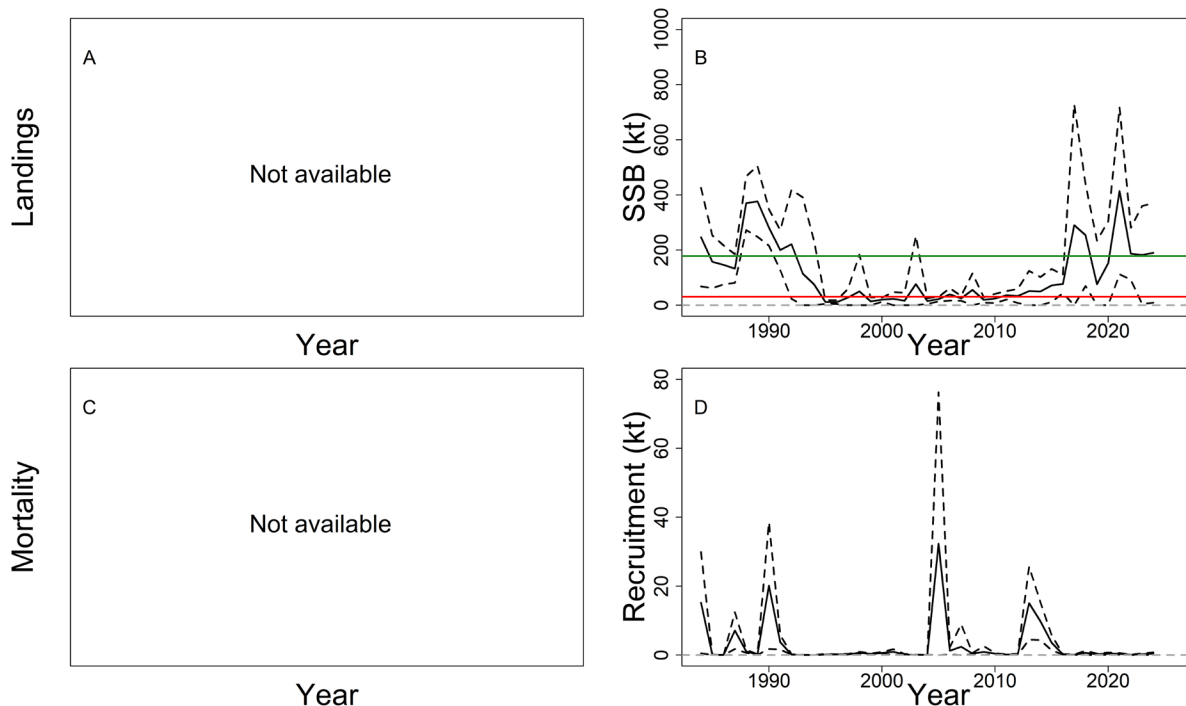 Landings
A
Not available
Year
SSB (kt)
B
1000
800
600
400
200
0
1990
2000
2010
2020
Year
Mortality
C
Not available
Year
Recruitment (kt)
D
80
60
40
20
0
1990
2000
2010
2020
Year